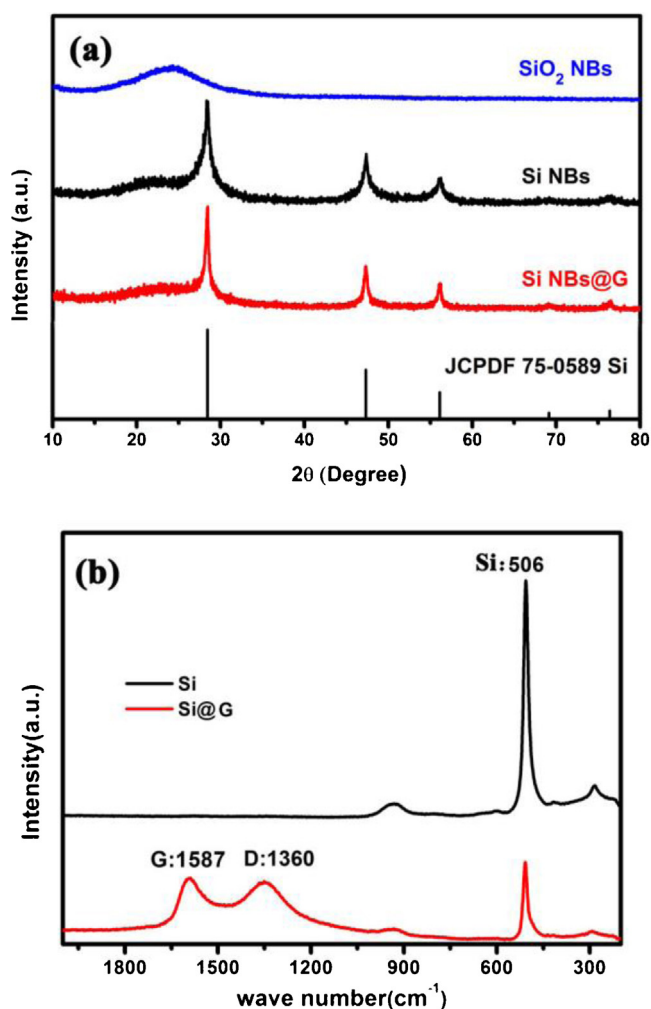 (a)
SiO₂ NBs
Si NBs
Si NBs@G
JCPDF 75-0589 Si
Intensity (a.u.)
10 20 30 40 50 60 70 80
2θ (Degree)
(b)
Si:506
Si
Si@G
G:1587 D:1360
Intensity(a.u.)
1800 1500 1200 900 600 300
wave number(cm⁻¹)